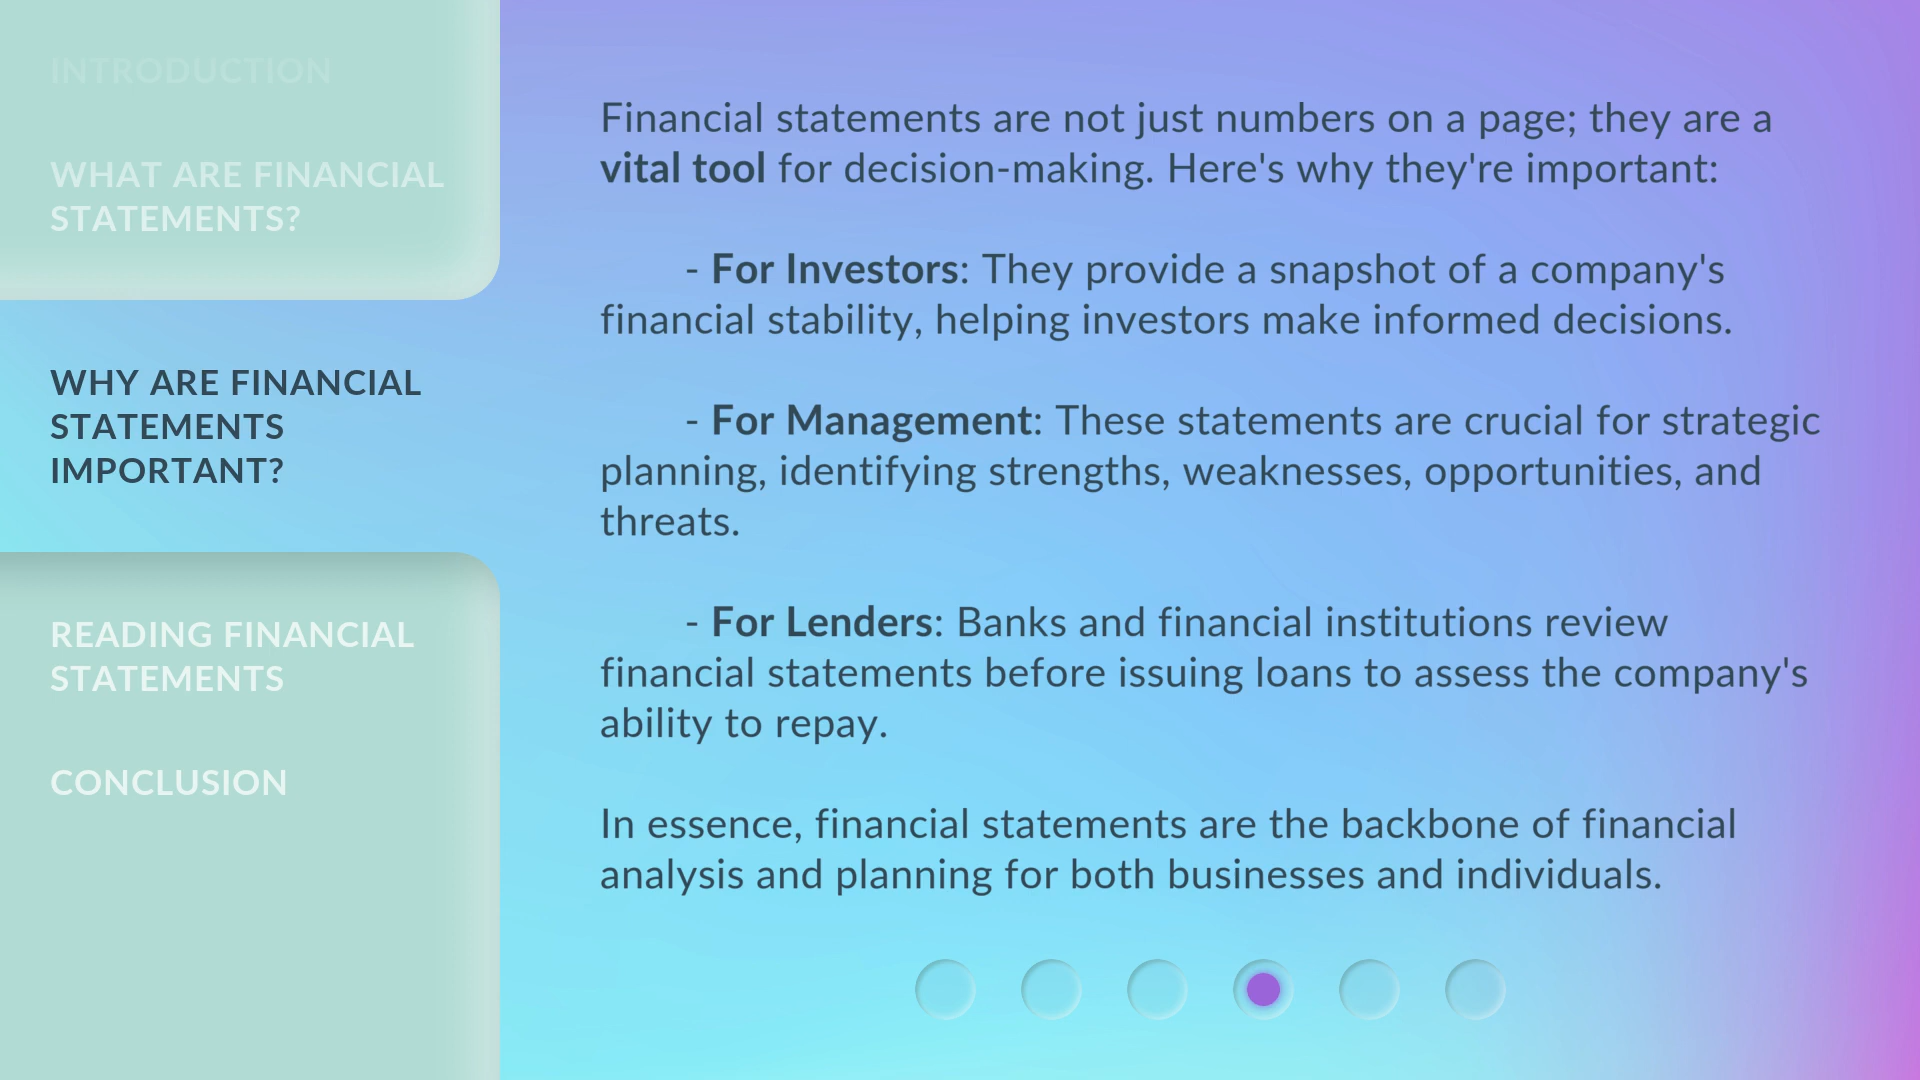 INTRODUCTION
WHAT ARE FINANCIAL
STATEMENTS?
WHY ARE FINANCIAL
STATEMENTS
IMPORTANT?
READING FINANCIAL
STATEMENTS
CONCLUSION
Financial statements are not just numbers on a page; they are a
vital tool for decision-making. Here's why they're important:
- For Investors: They provide a snapshot of a company's
financial stability, helping investors make informed decisions.
- For Management: These statements are crucial for strategic
planning, identifying strengths, weaknesses, opportunities, and
threats.
- For Lenders: Banks and financial institutions review
financial statements before issuing loans to assess the company's
ability to repay.
In essence, financial statements are the backbone of financial
analysis and planning for both businesses and individuals.